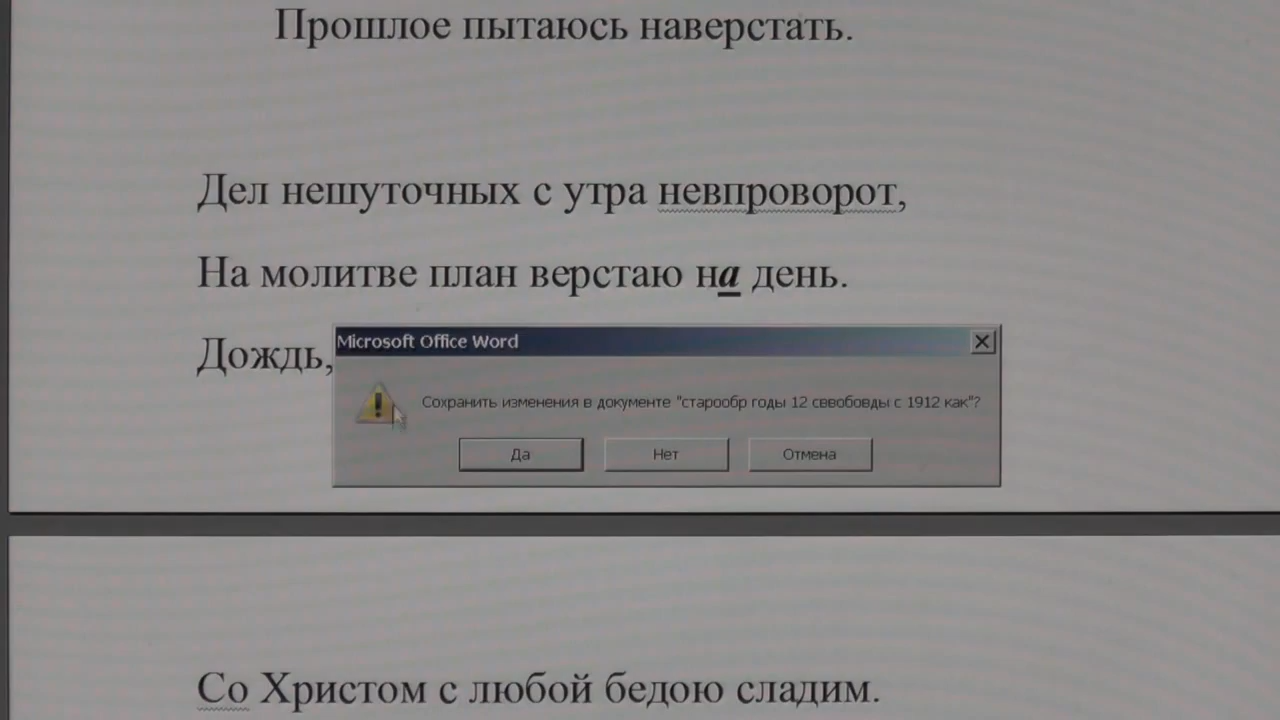 Прошлое пытаюсь наверстать.
Дел нешуточных с утра невпроворот,
На молитве план верстаю на день.
Дождь,
Microsoft Office Word
Сохранить изменения в документе "старообр годы 12 сввобовды с 1912 как"?
Да
Нет
Отмена
Со Христом с любой бедою сладим.